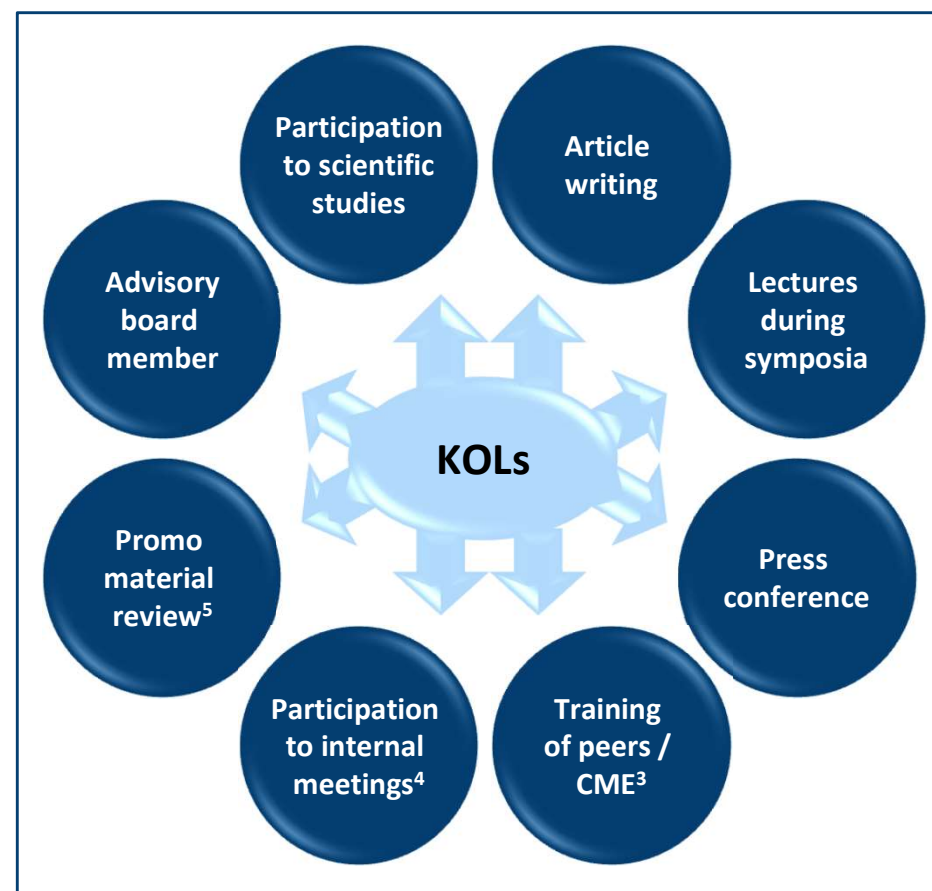 Participation
to scientific
studies
Article
writing
Advisory
board
member
Lectures
during
symposia
KOLs
Promo
material
review⁵
Press
conference
Participation
to internal
meetings⁴
Training
of peers /
CME³